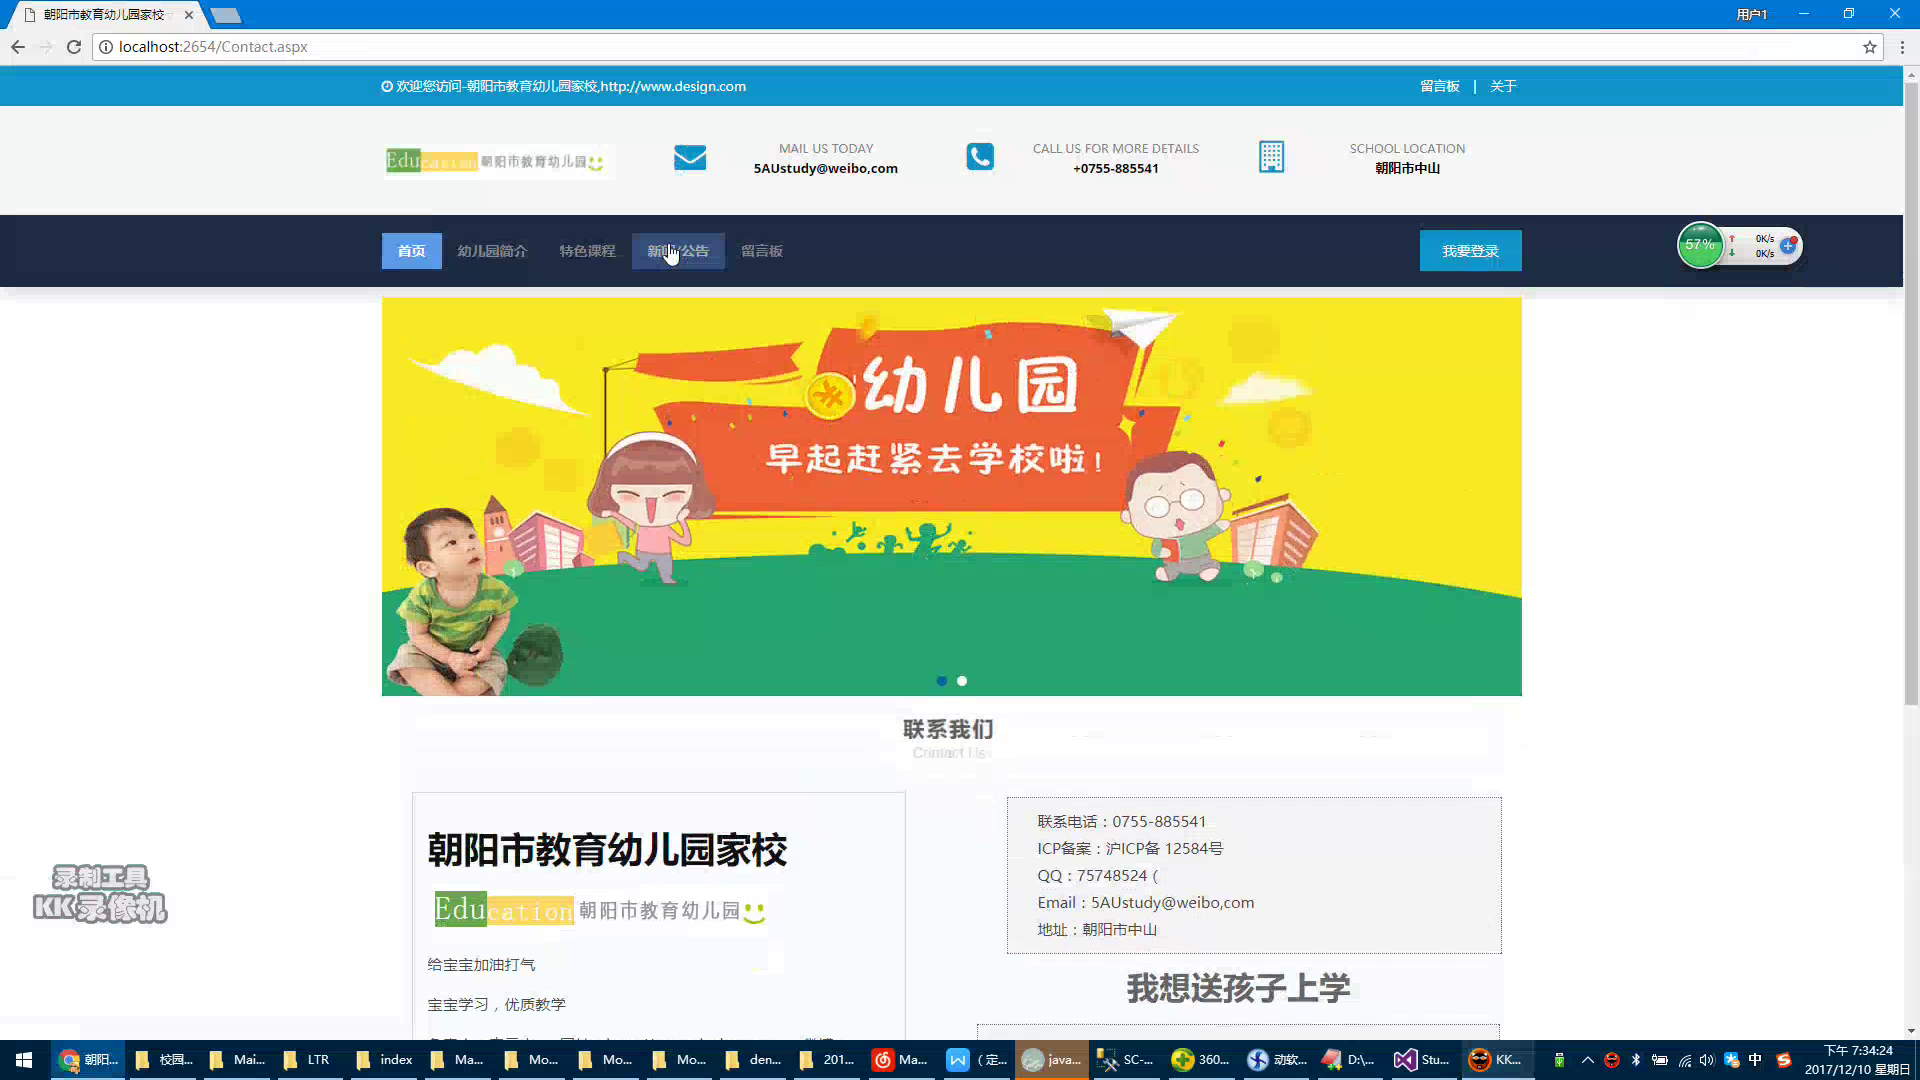 朝阳市教育幼儿园家校
用户1
localhost:2654/Contact.aspx
欢迎您访问-朝阳市教育幼儿园家校,http://www.design.com
留言板 | 关于
Education 朝阳市教育幼儿园
MAIL US TODAY
5AUstudy@weibo,com
CALL US FOR MORE DETAILS
+0755-885541
SCHOOL LOCATION
朝阳市中山
首页 幼儿园简介 特色课程 新闻公告 留言板
我要登录
57% 0K/s
0K/s
幼儿园
早起赶紧去学校啦!
联系我们
Contact Us
朝阳市教育幼儿园家校
Education 朝阳市教育幼儿园
给宝宝加油打气
宝宝学习，优质教学
联系电话：0755-885541
ICP备案：沪ICP备 12584号
QQ：75748524 (
Email：5AUstudy@weibo,com
地址：朝阳市中山
我想送孩子上学
录制工具
KK录像机
朝阳... 校园... Mai... LTR index Ma... Mo... Mo... Mo... den... 201... Ma... （定... java... SC-... 360... 动软... D:\... Stu... KK...
中
下午 7:34:24
2017/12/10 星期日